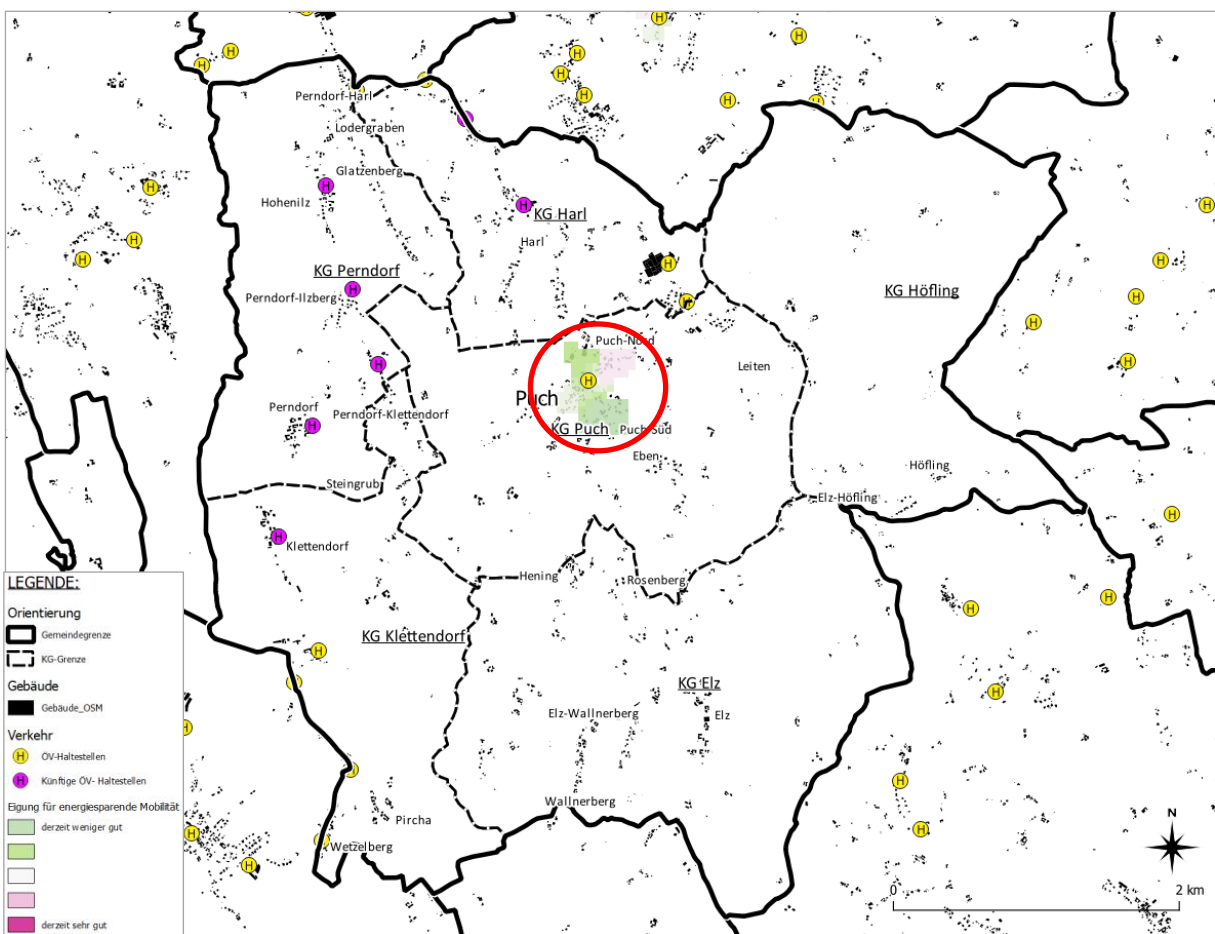 Perndorf-Harl
Lodergraben
Glatzenberg
Hohenilz
KG Harl
Harl
KG Perndorf
Perndorf-Ilzberg
KG Höfling
Puch-Nord
Leiten
Puch
Perndorf
Perndorf-Klettendorf
KG Puch
Puch-Süd
Eben
Höfling
Steingrub
Elz-Höfling
Klettendorf
Hening
Rosenberg
KG Klettendorf
KG Elz
Elz-Wallnerberg
Elz
Wallnerberg
Pircha
Wetzelberg
LEGENDE:
Orientierung
Gemeindegrenze
KG-Grenze
Gebäude
Gebäude_OSM
Verkehr
H ÖV-Haltestellen
H Künftige ÖV- Haltestellen
Eigung für energiesparende Mobilität
derzeit weniger gut
derzeit sehr gut
N
0 2 km